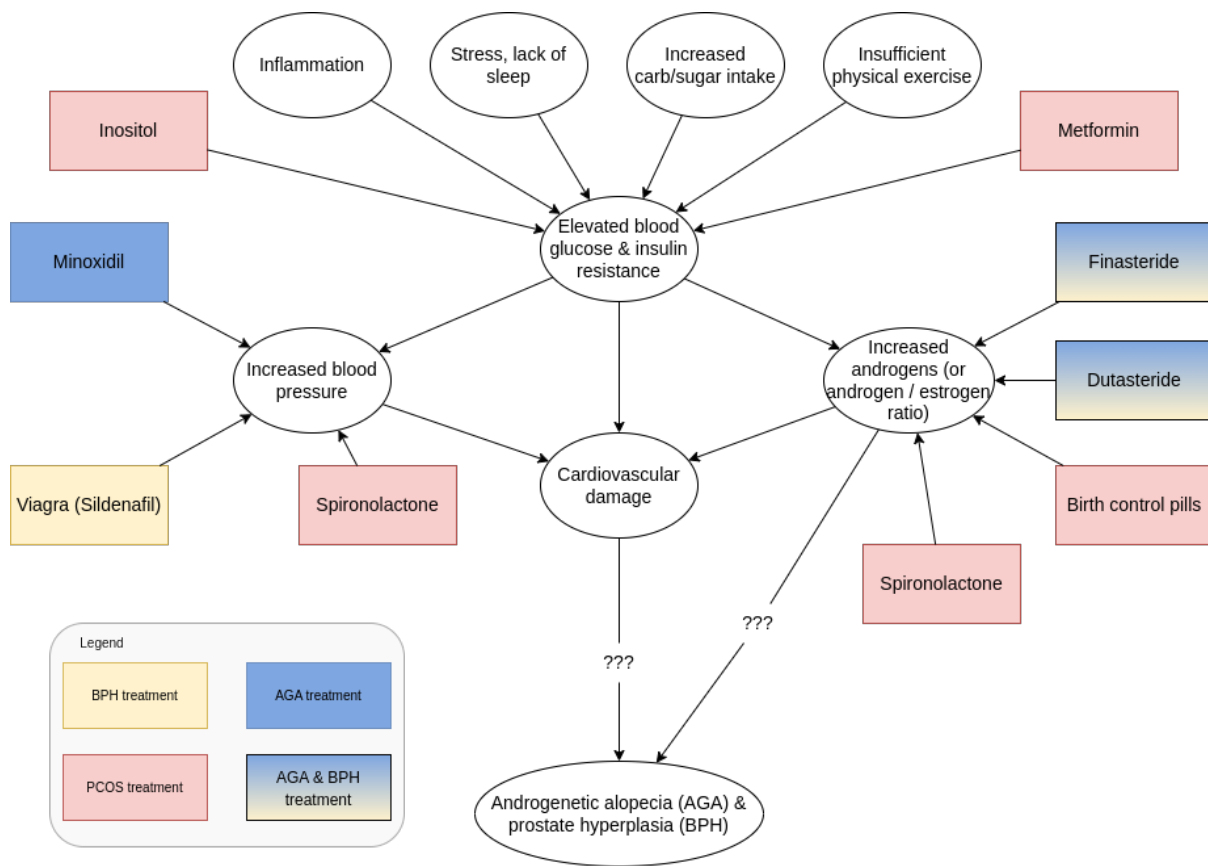 Inflammation
Stress, lack of
sleep
Increased
carb/sugar intake
Insufficient
physical exercise
Inositol
Metformin
Elevated blood
glucose & insulin
resistance
Minoxidil
Finasteride
Increased blood
pressure
Increased
androgens (or
androgen / estrogen
ratio)
Dutasteride
Cardiovascular
damage
Viagra (Sildenafil)
Spironolactone
Birth control pills
Spironolactone
???
???
Legend
BPH treatment
AGA treatment
PCOS treatment
AGA & BPH
treatment
Androgenetic alopecia (AGA) &
prostate hyperplasia (BPH)